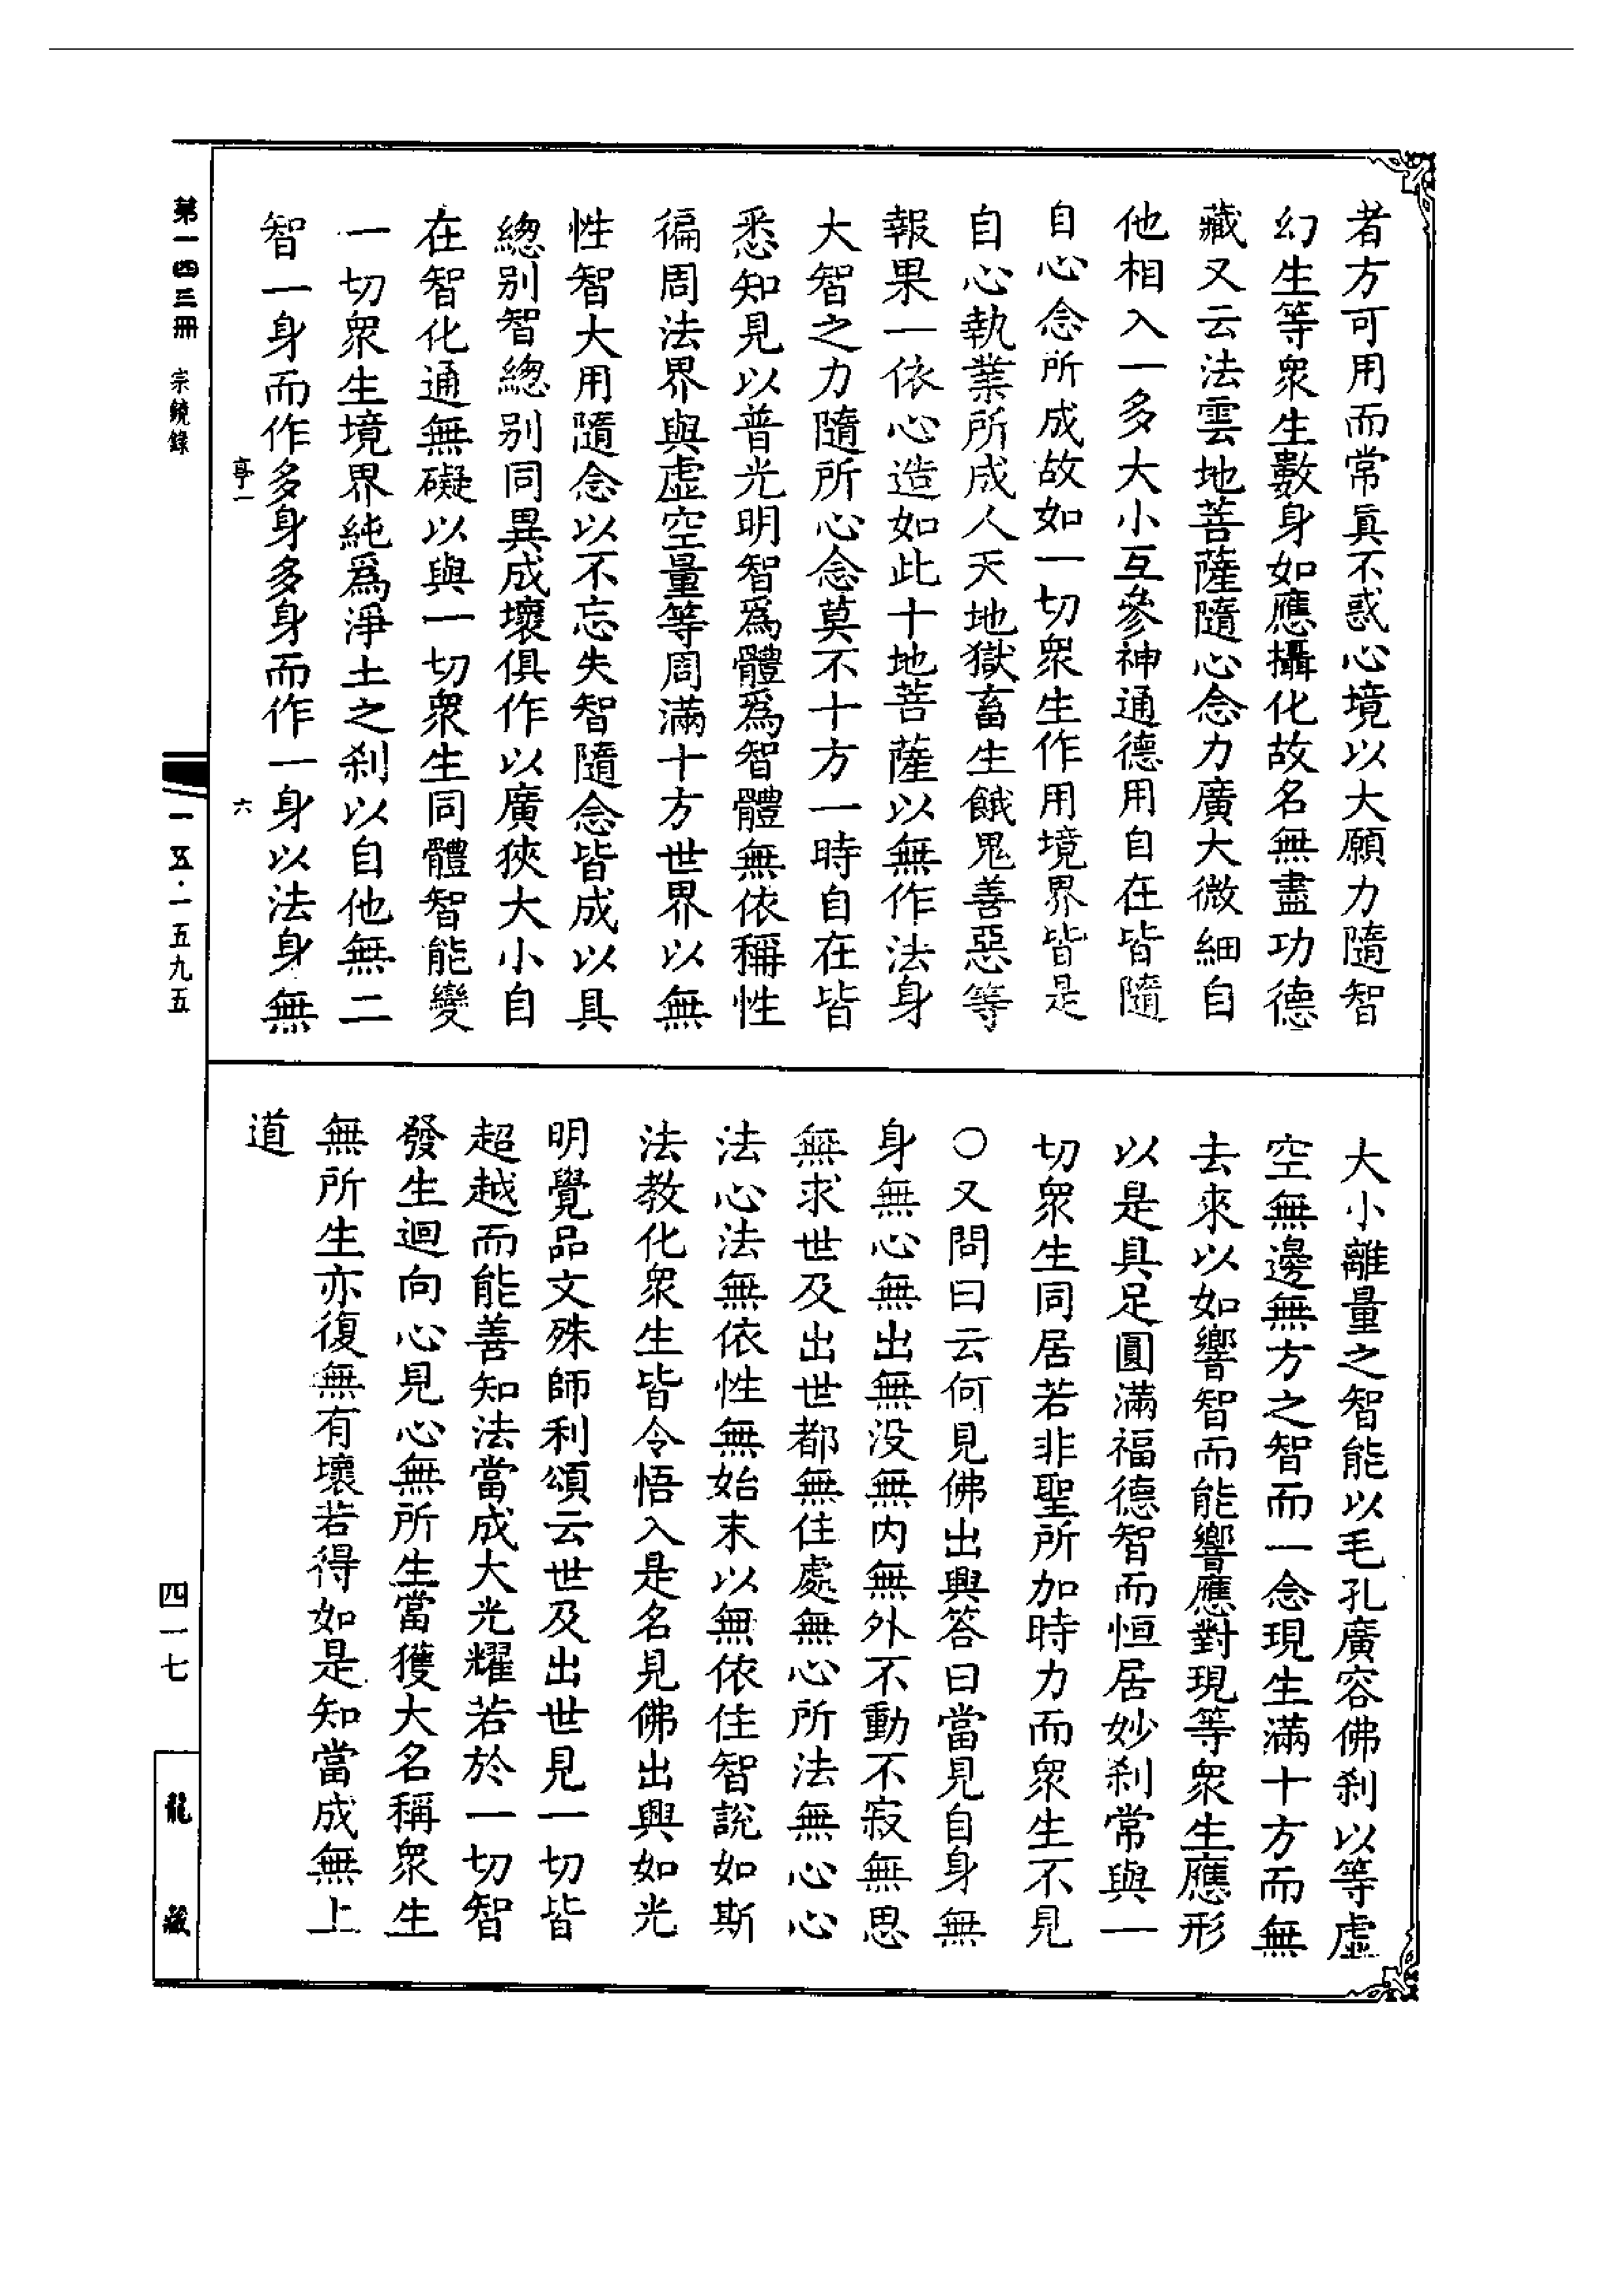 者方可用而常眞不惑心境以大願力隨智
幻生等衆生數身如應攝化故名無盡功德
藏又云法雲地菩薩隨心念力廣大微細自
他相入一多大小互參神通德用自在皆隨
自心念所成故如一切衆生作用境界皆是
自心執業所成人天地獄畜生餓鬼善惡等
報果一依心造如此十地菩薩以無作法身
大智之力隨所心念莫不十方一時自在皆
悉知見以普光明智爲體爲智體無依稱性
徧周法界與虛空量等周滿十方世界以無
性智大用隨念以不忘失智隨念皆成以具
總别智總别同異成壞俱作以廣狹大小自
在智化通無礙以與一切衆生同體智能變
一切衆生境界純爲淨土之刹以自他無二
智一身而作多身多身而作一身以法身無
大小離量之智能以毛孔廣容佛刹以等虛
空無邊無方之智而一念現生滿十方而無
去來以如響智而能響應對現等衆生應形
以是具足圓滿福德智而恒居妙刹常與一
切衆生同居若非聖所加時力而衆生不見
〇又問曰云何見佛出興答曰當見自身無
身無心無出無没無内無外不動不寂無思
無求世及出世都無住處無心所法無心心
法心法無依性無始末以無依住智說如斯
法教化衆生皆令悟入是名見佛出興如光
明覺品文殊師利頌云世及出世見一切皆
超越而能善知法當成大光耀若於一切智
發生迴向心見心無所生當獲大名稱衆生
無所生亦復無有壞若得如是知當成無上
道
第一四三冊 宗鏡錄
亭一 六
一五·一五九五
四一七
龍藏